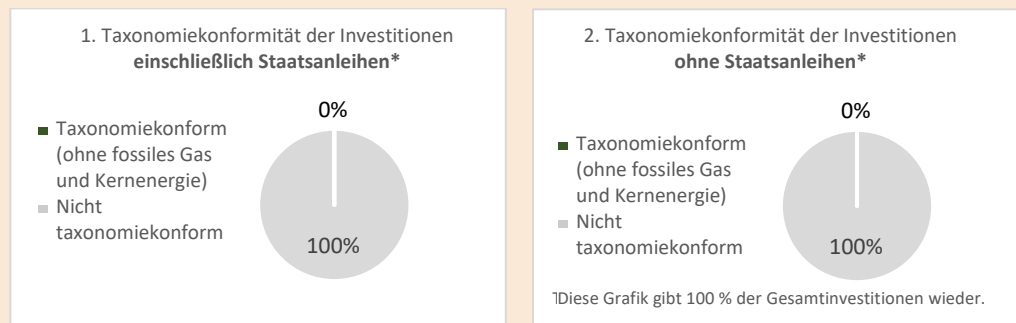 1. Taxonomiekonformität der Investitionen
einschließlich Staatsanleihen*
0%
Taxonomiekonform
(ohne fossiles Gas
und Kernenergie)
Nicht
taxonomiekonform
100%
2. Taxonomiekonformität der Investitionen
ohne Staatsanleihen*
0%
Taxonomiekonform
(ohne fossiles Gas
und Kernenergie)
Nicht
taxonomiekonform
100%
Diese Grafik gibt 100 % der Gesamtinvestitionen wieder.